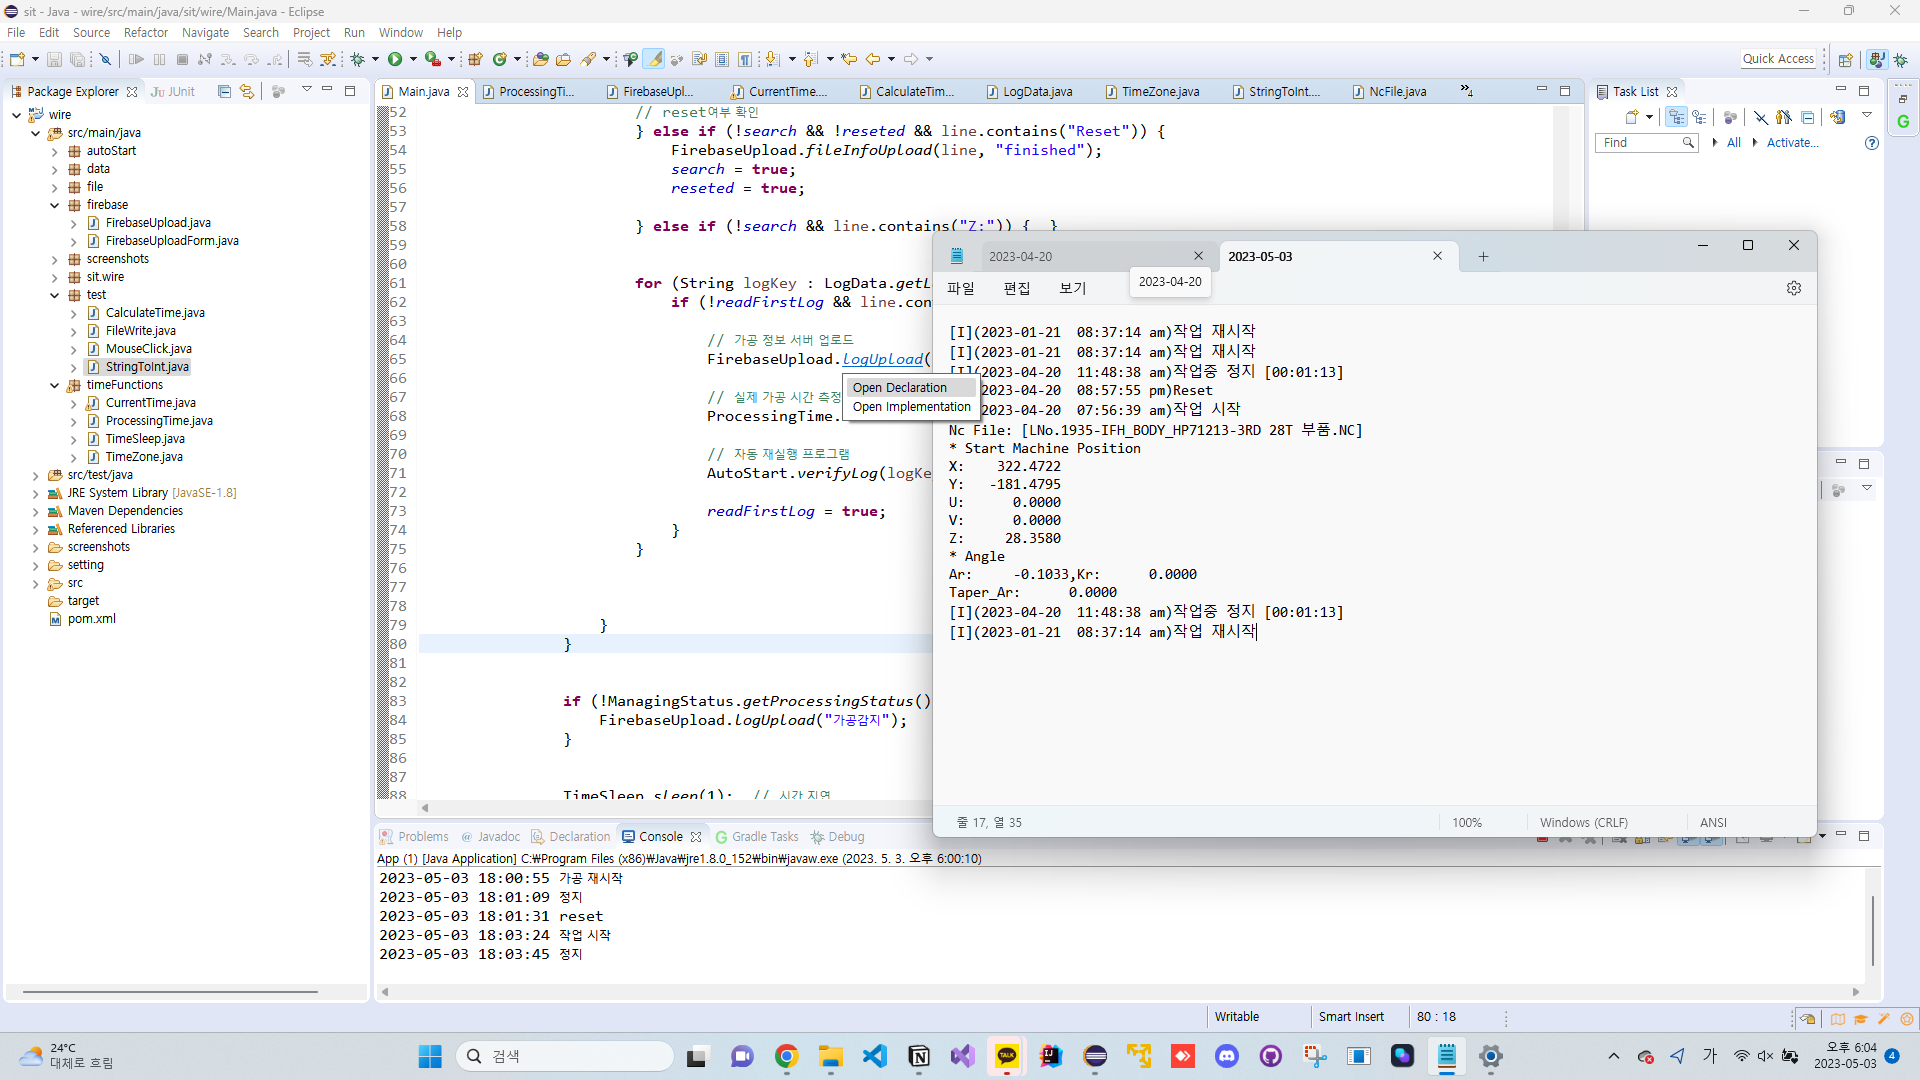 sit - Java - wire/src/main/java/sit/wire/Main.java - Eclipse
File Edit Source Refactor Navigate Search Project Run Window Help
Quick Access
Package Explorer JUnit
wire
src/main/java
autoStart
data
file
firebase
FirebaseUpload.java
FirebaseUploadForm.java
screenshots
sit.wire
test
CalculateTime.java
FileWrite.java
MouseClick.java
StringToInt.java
timeFunctions
CurrentTime.java
ProcessingTime.java
TimeSleep.java
TimeZone.java
src/test/java
JRE System Library [JavaSE-1.8]
Maven Dependencies
Referenced Libraries
screenshots
setting
src
target
pom.xml
Main.java ProcessingTi... FirebaseUpl... CurrentTime.... CalculateTim... LogData.java TimeZone.java StringToInt.... NcFile.java »4
52 // reset여부 확인
53 } else if (!search && !reseted && line.contains("Reset")) {
54 FirebaseUpload.fileInfoUpload(line, "finished");
55 search = true;
56 reseted = true;
57
58 } else if (!search && line.contains("Z:")) { }
59
60
61 for (String logKey : LogData.getL
62 if (!readFirstLog && line.con
63
64 // 가공 정보 서버 업로드
65 FirebaseUpload.logUpload(
66
67 // 실제 가공 시간 측정
68 ProcessingTime.
69
70 // 자동 재실행 프로그램
71 AutoStart.verifyLog(logKe
72
73 readFirstLog = true;
74 }
75 }
76
77
78
79 }
80 }
81
82
83 if (!ManagingStatus.getProcessingStatus()
84 FirebaseUpload.logUpload("가공감지");
85 }
86
87
88 TimeSleep.sleep(1); // 시간 지연
Open Declaration
Open Implementation
Task List
Find All Activate...
2023-04-20 2023-05-03
2023-04-20
파일 편집 보기
[I](2023-01-21 08:37:14 am)작업 재시작
[I](2023-01-21 08:37:14 am)작업 재시작
[I](2023-04-20 11:48:38 am)작업중 정지 [00:01:13]
2023-04-20 08:57:55 pm)Reset
2023-04-20 07:56:39 am)작업 시작
Nc File: [LNo.1935-IFH_BODY_HP71213-3RD 28T 부품.NC]
* Start Machine Position
X: 322.4722
Y: -181.4795
U: 0.0000
V: 0.0000
Z: 28.3580
* Angle
Ar: -0.1033,Kr: 0.0000
Taper_Ar: 0.0000
[I](2023-04-20 11:48:38 am)작업중 정지 [00:01:13]
[I](2023-01-21 08:37:14 am)작업 재시작
줄 17, 열 35 100% Windows (CRLF) ANSI
Problems Javadoc Declaration Console Gradle Tasks Debug
App (1) [Java Application] C:₩Program Files (x86)₩Java₩jre1.8.0_152₩bin₩javaw.exe (2023. 5. 3. 오후 6:00:10)
2023-05-03 18:00:55 가공 재시작
2023-05-03 18:01:09 정지
2023-05-03 18:01:31 reset
2023-05-03 18:03:24 작업 시작
2023-05-03 18:03:45 정지
Writable Smart Insert 80 : 18
24°C
대체로 흐림
검색
TALK
가
오후 6:04
2023-05-03
4